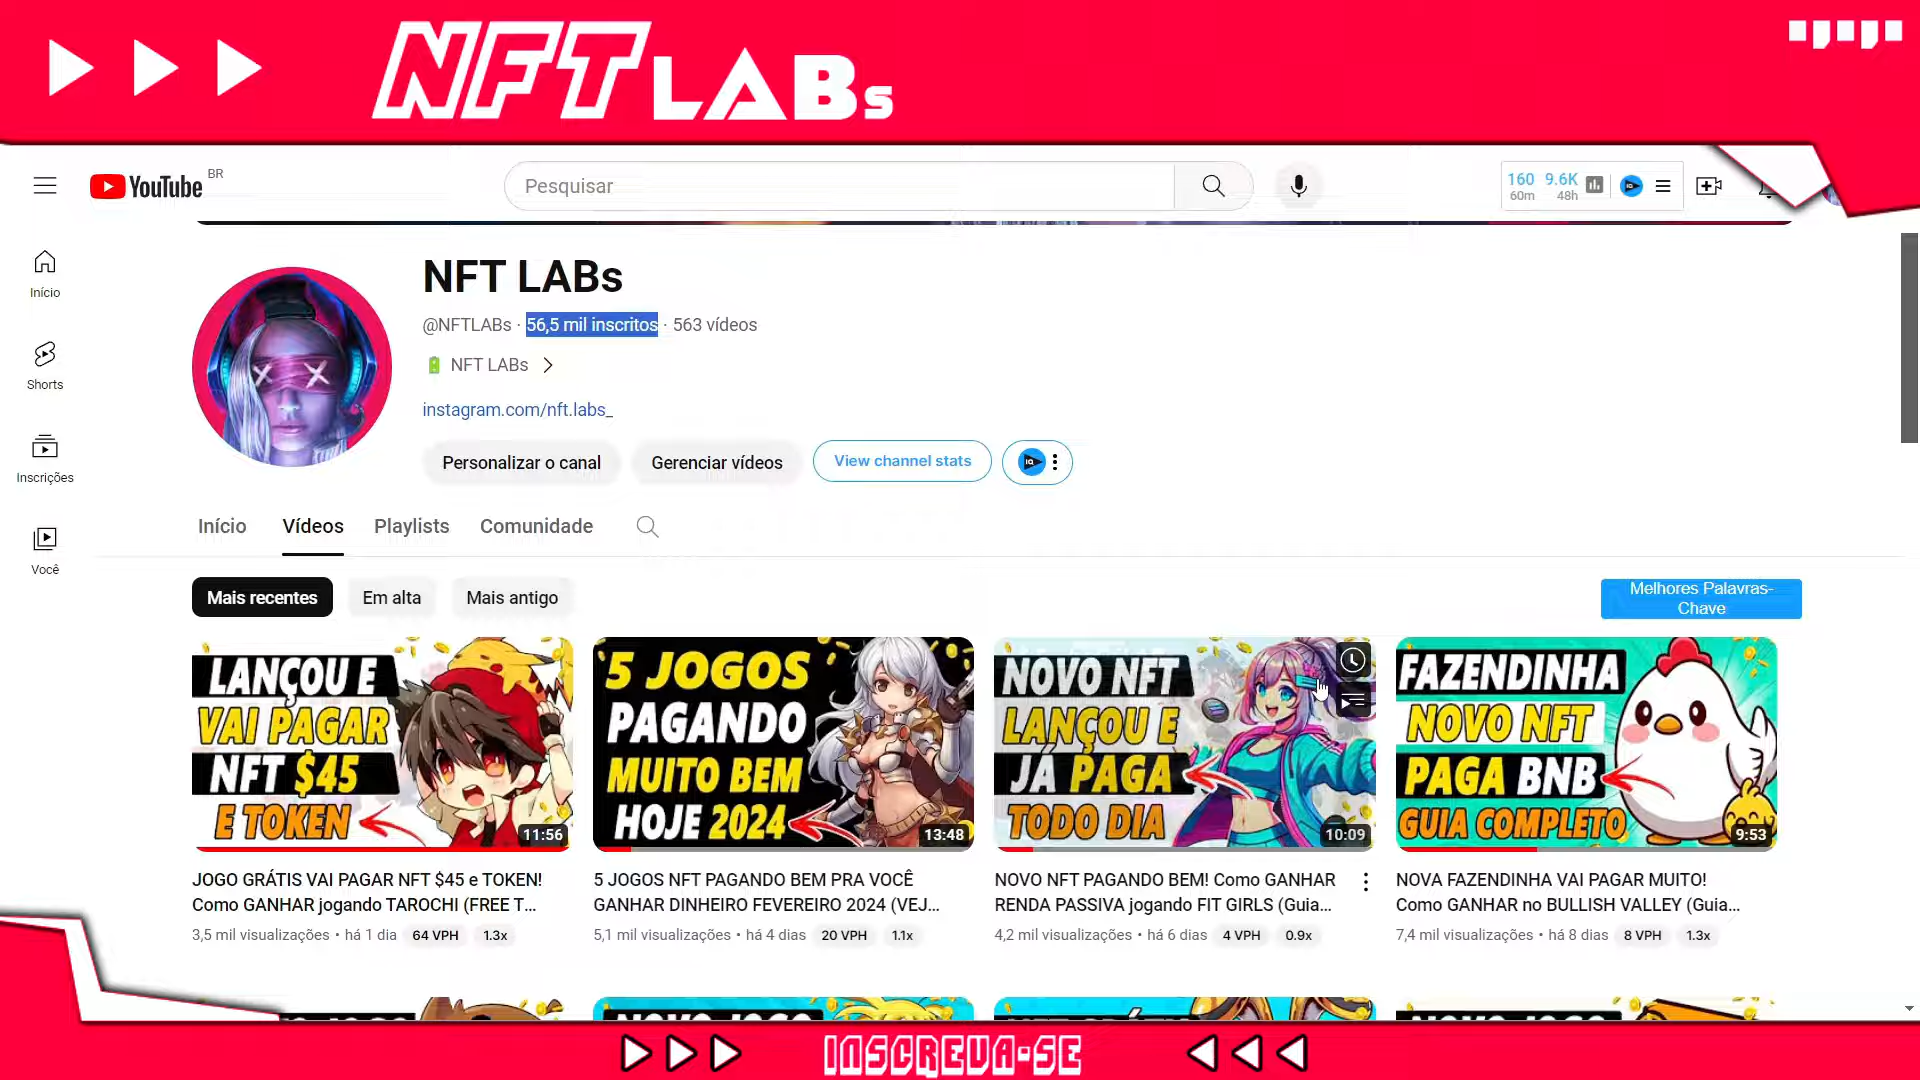 NFT LABs
YouTube BR
Pesquisar
160 9.6K
60m 48h
Início
Shorts
Inscrições
Você
NFT LABs
@NFTLABs · 56,5 mil inscritos · 563 vídeos
NFT LABs
instagram.com/nft.labs_
Personalizar o canal
Gerenciar vídeos
View channel stats
IQ
Início
Vídeos
Playlists
Comunidade
Mais recentes
Em alta
Mais antigo
Melhores Palavras-
Chave
LANÇOU E
VAI PAGAR
NFT $45
E TOKEN
11:56
5 JOGOS
PAGANDO
MUITO BEM
HOJE 2024
13:48
NOVO NFT
LANÇOU E
JÁ PAGA
TODO DIA
10:09
FAZENDINHA
NOVO NFT
PAGA BNB
GUIA COMPLETO
9:53
JOGO GRÁTIS VAI PAGAR NFT $45 e TOKEN!
Como GANHAR jogando TAROCHI (FREE T...
3,5 mil visualizações • há 1 dia 64 VPH 1.3x
5 JOGOS NFT PAGANDO BEM PRA VOCÊ
GANHAR DINHEIRO FEVEREIRO 2024 (VEJ...
5,1 mil visualizações • há 4 dias 20 VPH 1.1x
NOVO NFT PAGANDO BEM! Como GANHAR
RENDA PASSIVA jogando FIT GIRLS (Guia...
4,2 mil visualizações • há 6 dias 4 VPH 0.9x
NOVA FAZENDINHA VAI PAGAR MUITO!
Como GANHAR no BULLISH VALLEY (Guia...
7,4 mil visualizações • há 8 dias 8 VPH 1.3x
INSCREVA-SE